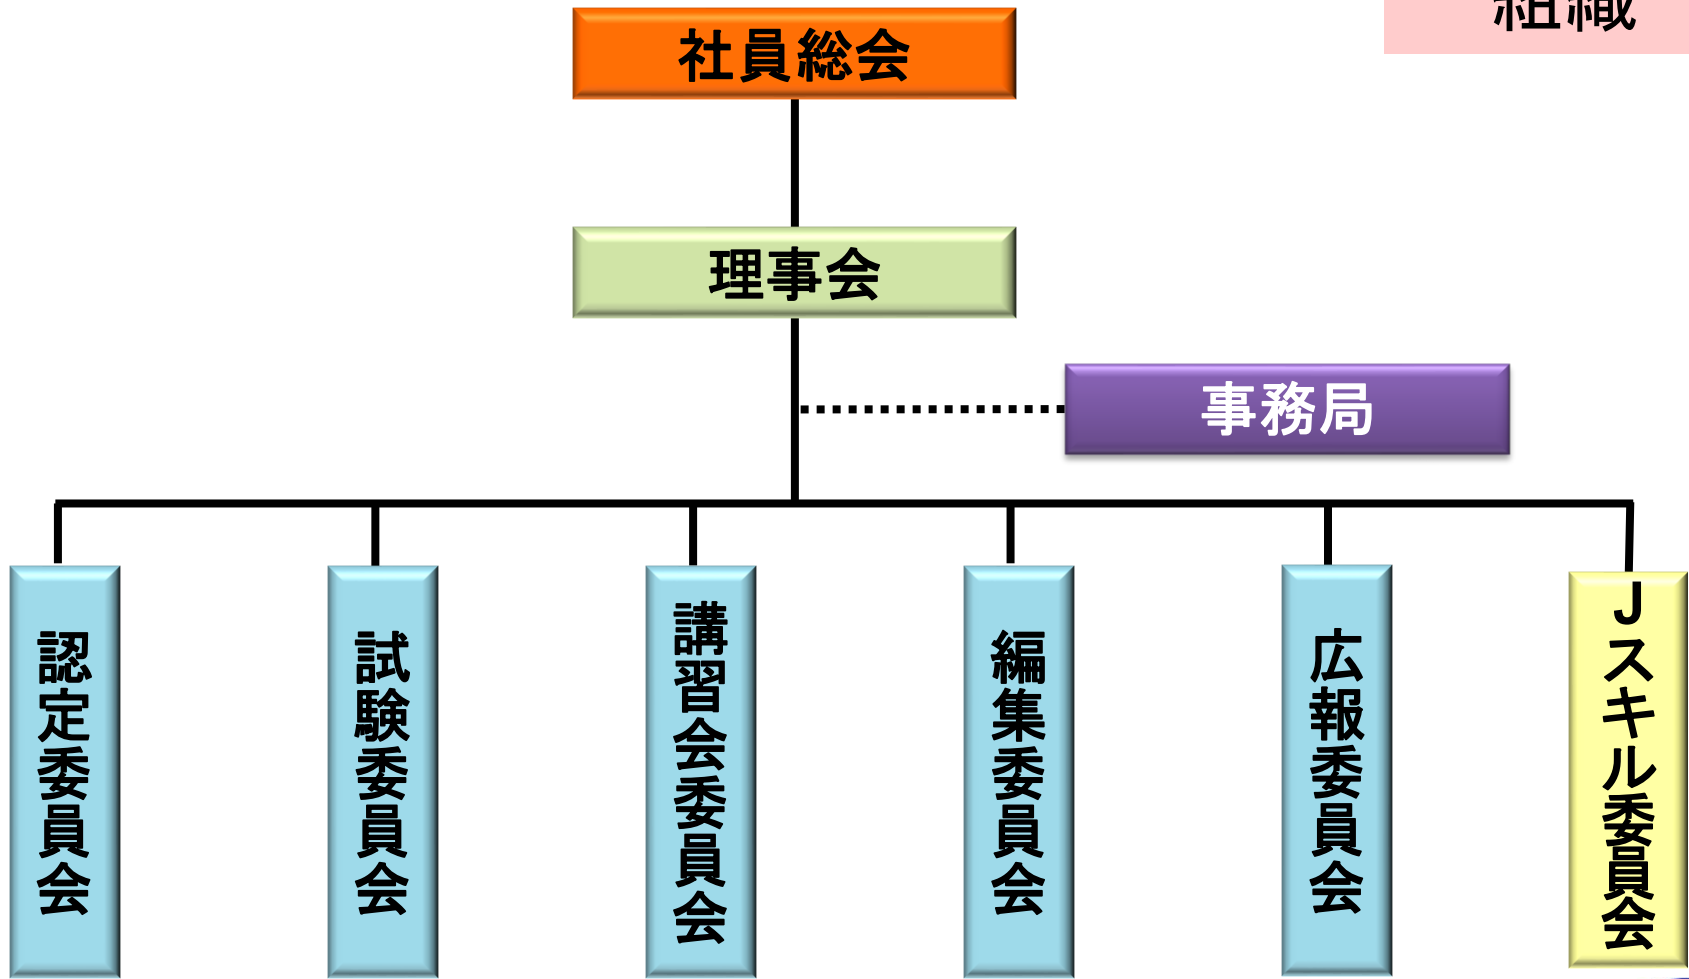 組織
社員総会
理事会
事務局
認定委員会
試験委員会
講習会委員会
編集委員会
広報委員会
Jスキル委員会